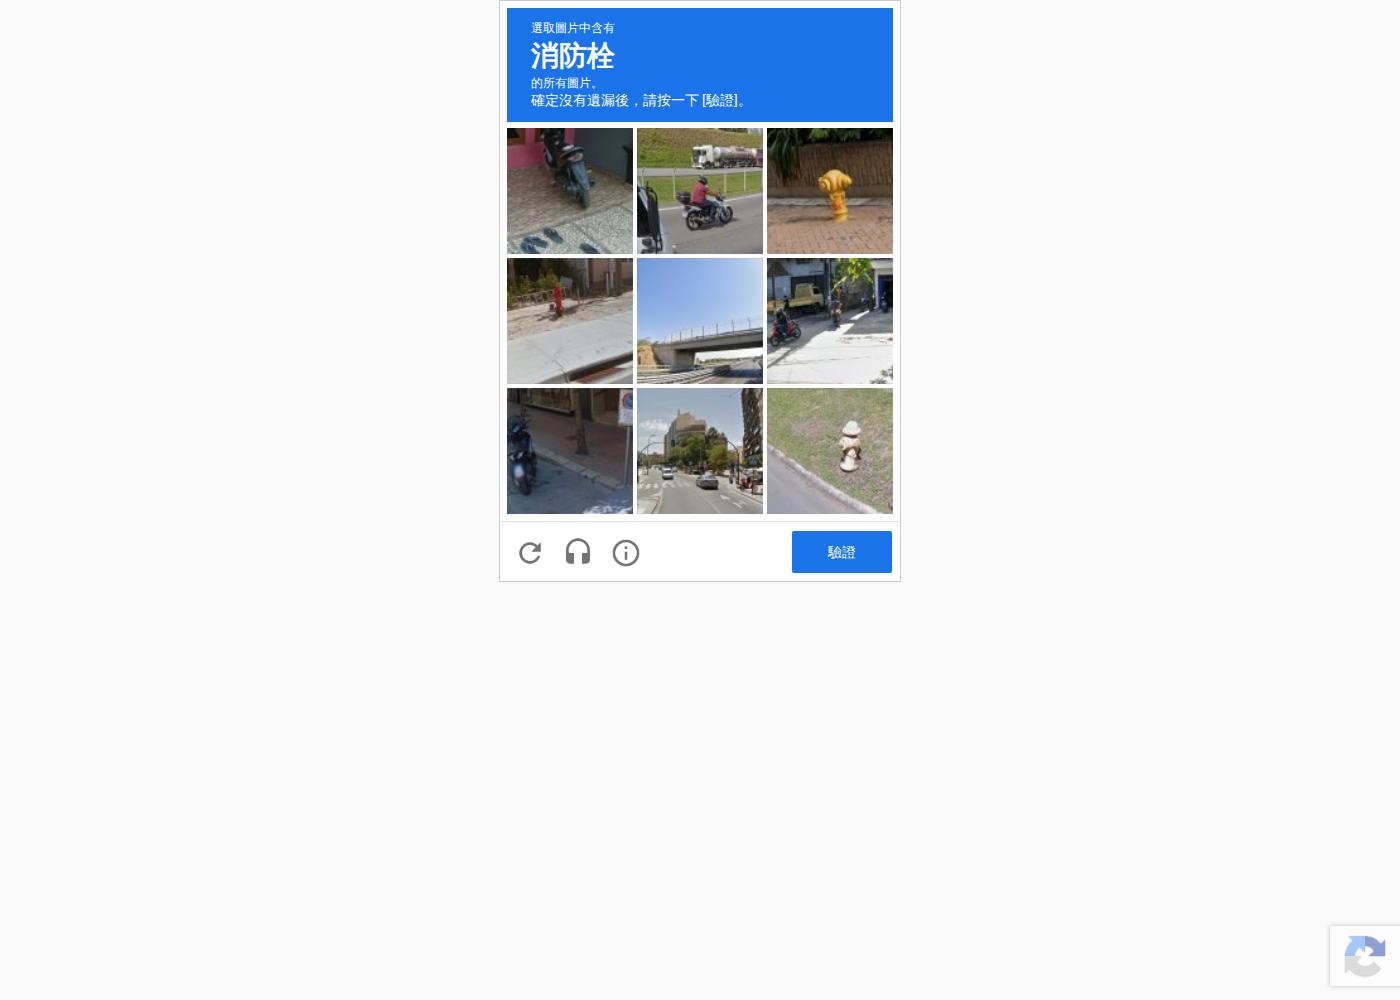 選取圖片中含有
消防栓
的所有圖片。
確定沒有遺漏後，請按一下 [驗證]。
驗證